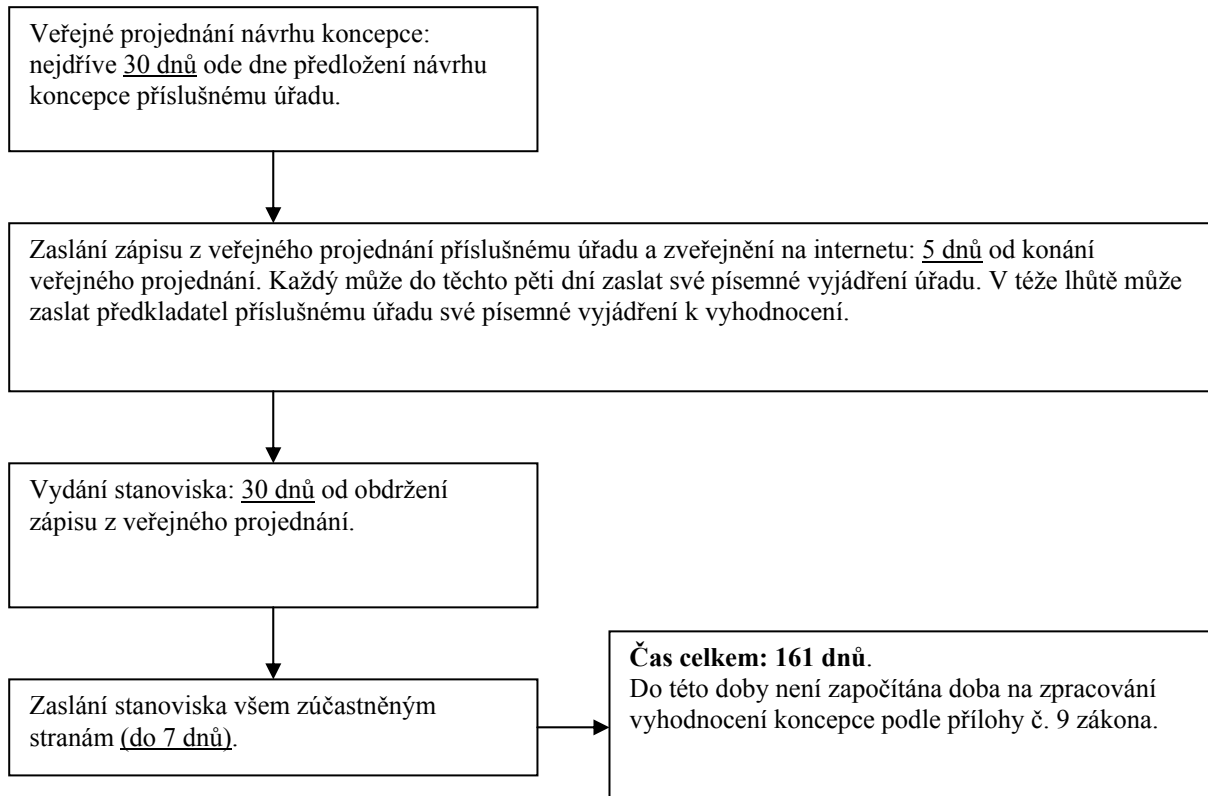 Veřejné projednání návrhu koncepce:
nejdříve 30 dnů ode dne předložení návrhu
koncepce příslušnému úřadu.
Zaslání zápisu z veřejného projednání příslušnému úřadu a zveřejnění na internetu: 5 dnů od konání
veřejného projednání. Každý může do těchto pěti dní zaslat své písemné vyjádření úřadu. V téže lhůtě může
zaslat předkladatel příslušnému úřadu své písemné vyjádření k vyhodnocení.
Vydání stanoviska: 30 dnů od obdržení
zápisu z veřejného projednání.
Zaslání stanoviska všem zúčastněným
stranám (do 7 dnů).
Čas celkem: 161 dnů.
Do této doby není započítána doba na zpracování
vyhodnocení koncepce podle přílohy č. 9 zákona.